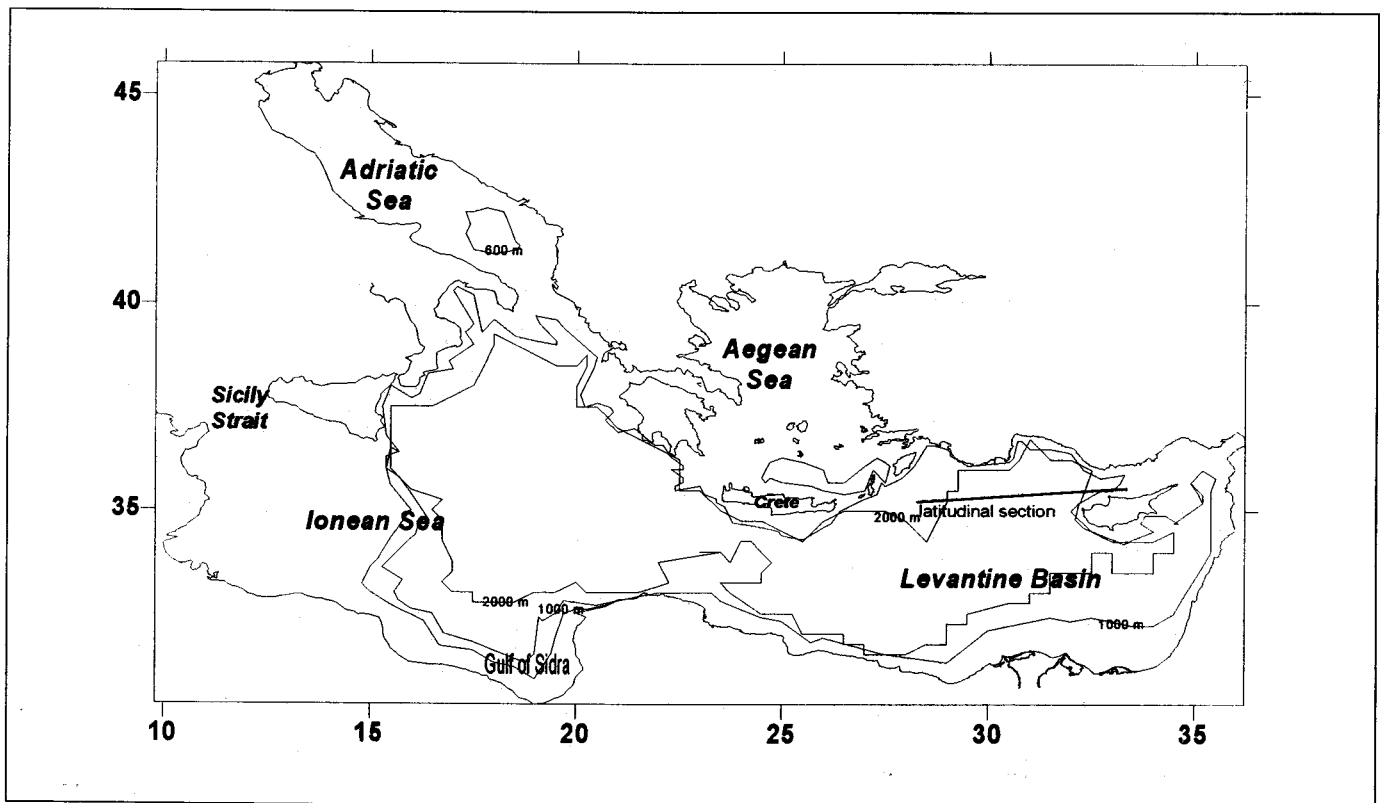 45
Adriatic
Sea
600 m
40
Aegean
Sea
Sicily
Strait
Crete
35
2000 m
latitudinal section
Ionean Sea
Levantine Basin
2000 m
1000 m
1000 m
Gulf of Sidra
10
15
20
25
30
35